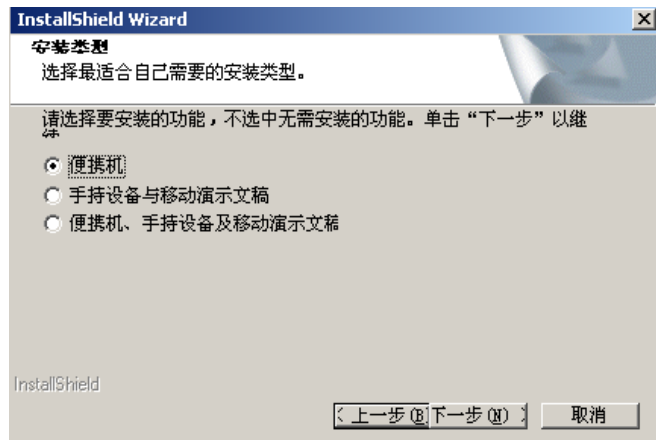 InstallShield Wizard
安装类型
选择最适合自己需要的安装类型。
请选择要安装的功能，不选中无需安装的功能。单击“下一步”以继
续
便携机
手持设备与移动演示文稿
便携机、手持设备及移动演示文稿
InstallShield
< 上一步(B) 下一步(N) > 取消